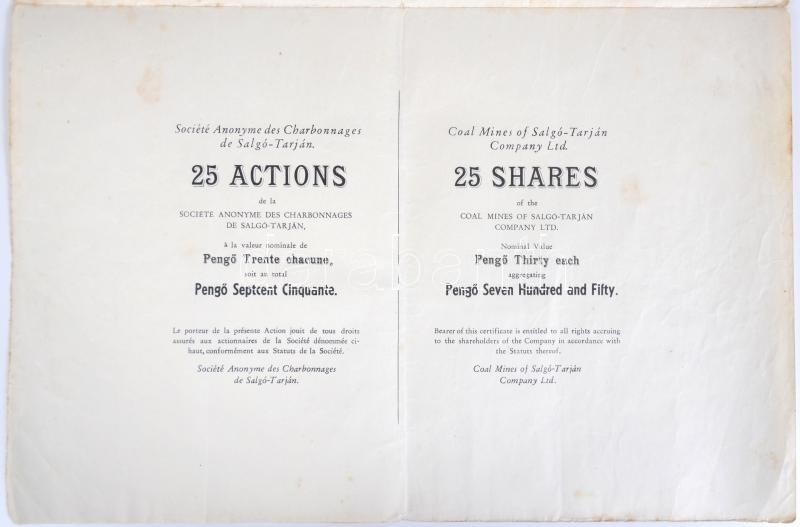 Société Anonyme des Charbonnages
de Salgó-Tarján.
25 ACTIONS
de la
SOCIETE ANONYME DES CHARBONNAGES
DE SALGÓ-TARJÁN,
à la valeur nominale de
Pengő Trente chacune,
soit au total
Pengő Septcent Cinquante.
Le porteur de la présente Action jouit de tous droits
assurés aux actionnaires de la Société dénommée ci-
haut, conformément aux Statuts de la Société.
Société Anonyme des Charbonnages
de Salgó-Tarján.
Coal Mines of Salgó-Tarján
Company Ltd.
25 SHARES
of the
COAL MINES OF SALGÓ-TARJÁN
COMPANY LTD.
Nominal Value
Pengő Thirty each
aggregating
Pengő Seven Hundred and Fifty.
Bearer of this certificate is entitled to all rights accruing
to the shareholders of the Company in accordance with
the Statuts thereof.
Coal Mines of Salgó-Tarján
Company Ltd.